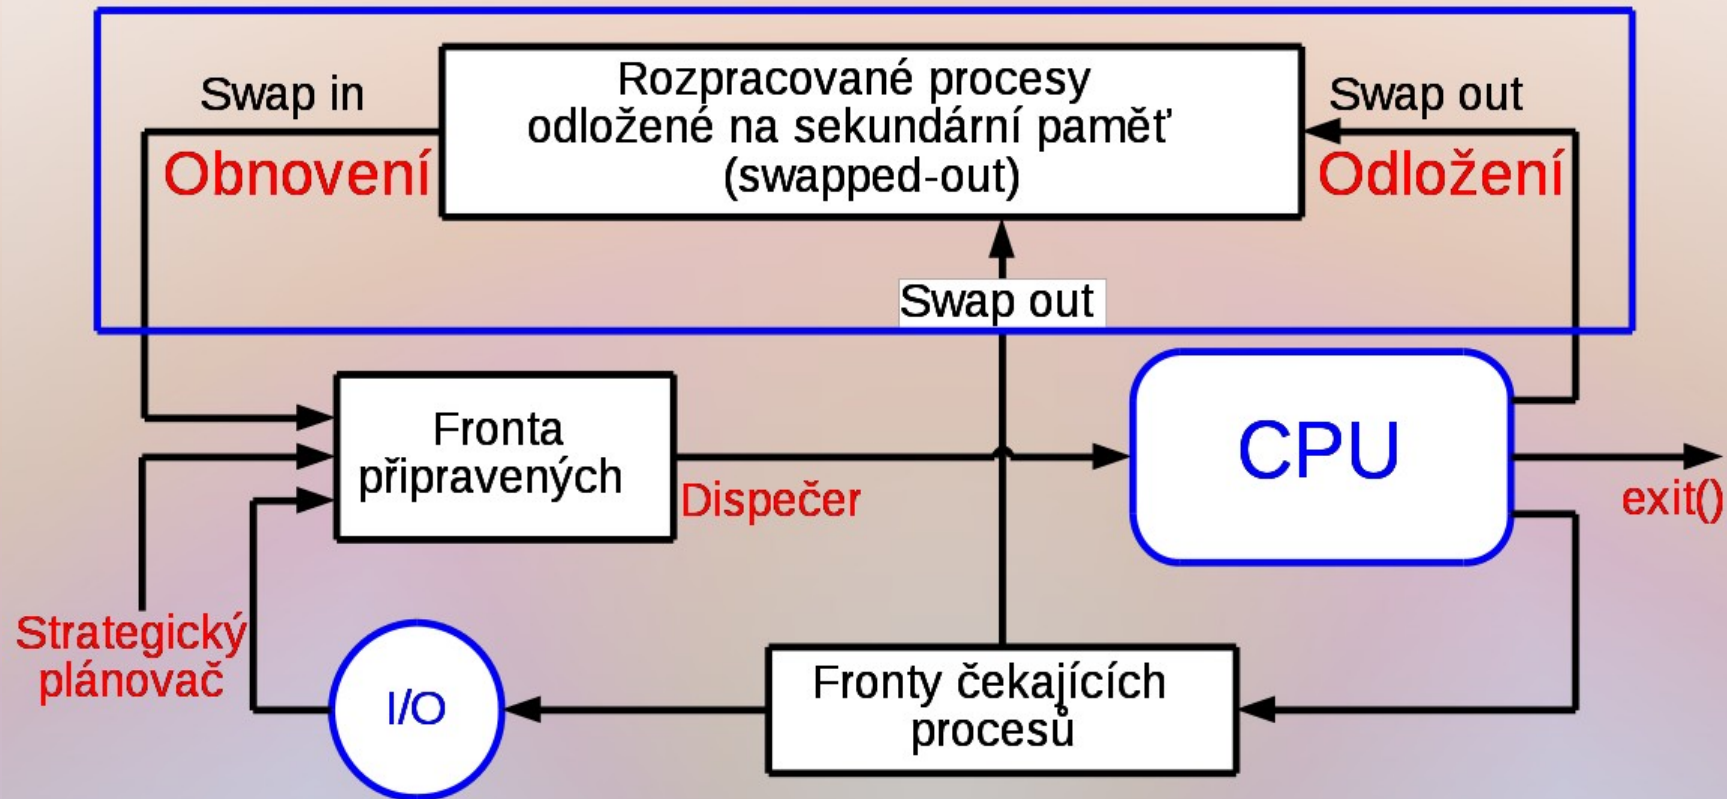 Swap in
Rozpracované procesy
odložené na sekundární paměť
(swapped-out)
Swap out
Obnovení
Odložení
Swap out
Fronta
připravených
Dispečer
CPU
exit()
Strategický
plánovač
I/O
Fronty čekajících
procesů